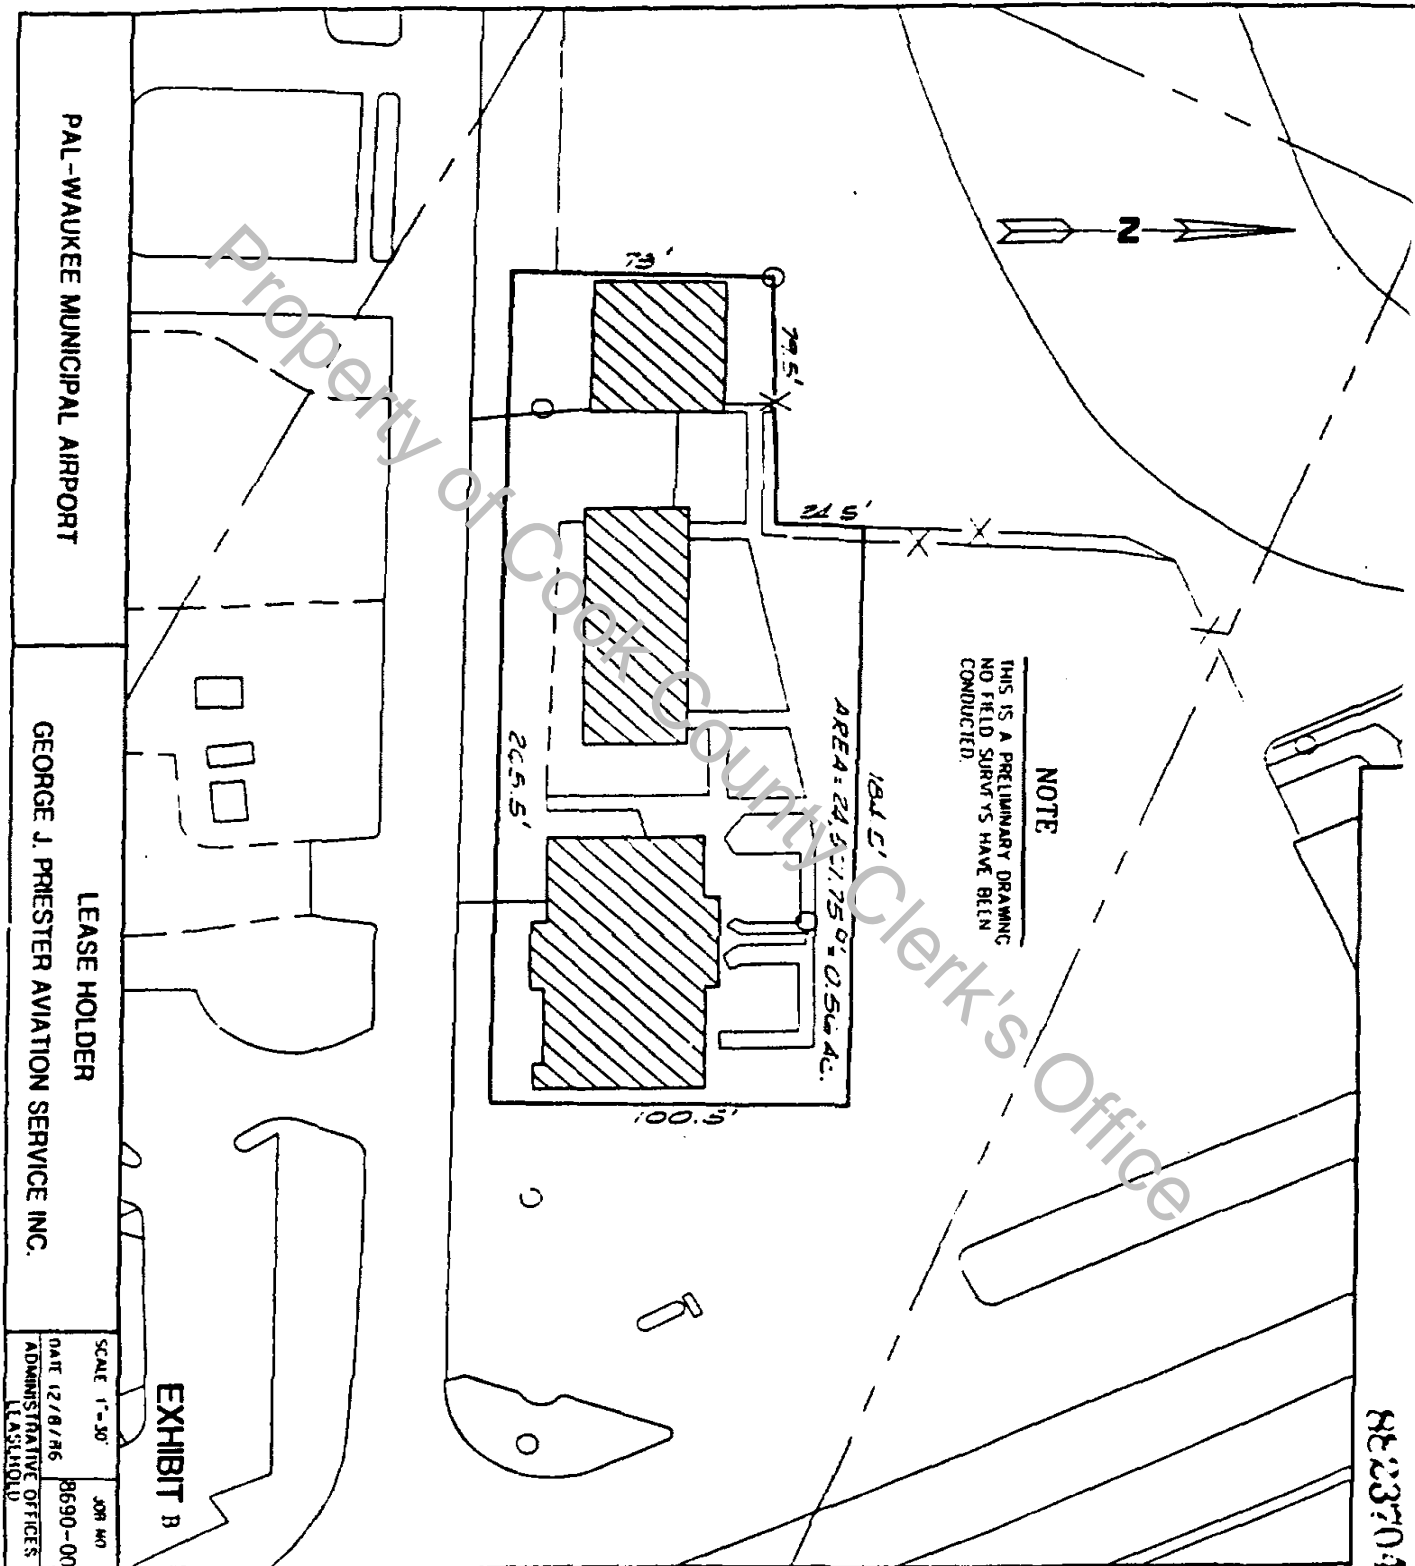 NOTE
THIS IS A PRELIMINARY DRAWING
NO FIELD SURVEYS HAVE BEEN
CONDUCTED.
N
73'
79.5'
184.5'
100.5'
265.5'
Property of Cook County Clerk's Office
EXHIBIT B
PAL-WAUKEE MUNICIPAL AIRPORT
LEASE HOLDER
GEORGE J. PRIESTER AVIATION SERVICE INC.
SCALE 1"=30'
JOB NO
DATE 12/8/86
8690-00
ADMINISTRATIVE OFFICES
LEASEHOLD